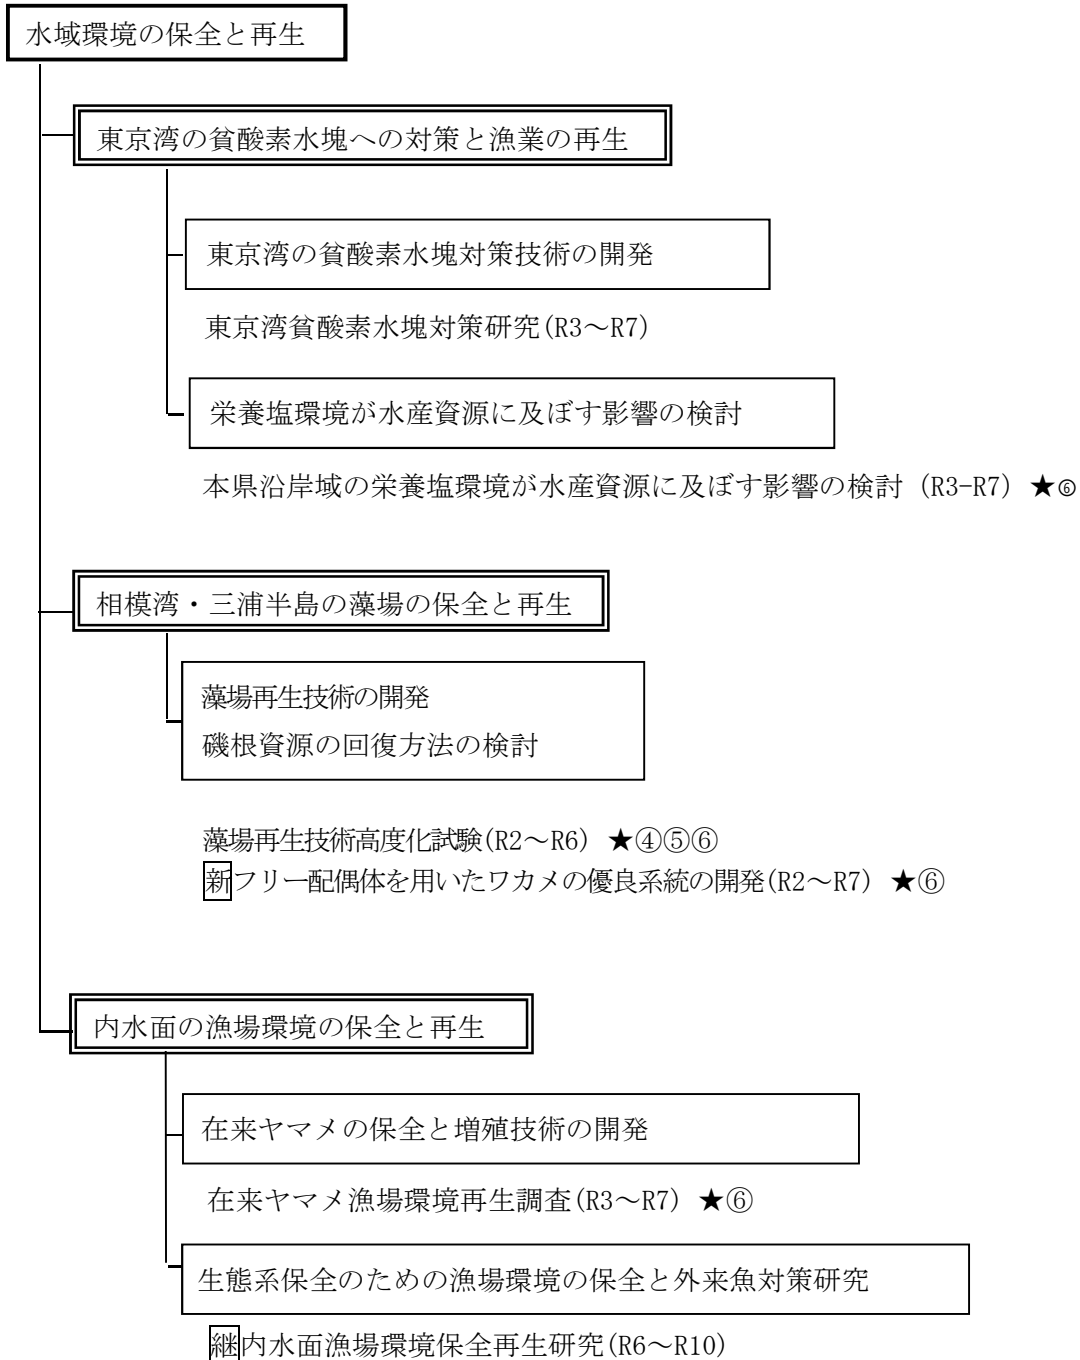 水域環境の保全と再生
東京湾の貧酸素水塊への対策と漁業の再生
東京湾の貧酸素水塊対策技術の開発
東京湾貧酸素水塊対策研究(R3～R7)
栄養塩環境が水産資源に及ぼす影響の検討
本県沿岸域の栄養塩環境が水産資源に及ぼす影響の検討 (R3-R7) ★⑥
相模湾・三浦半島の藻場の保全と再生
藻場再生技術の開発
磯根資源の回復方法の検討
藻場再生技術高度化試験(R2～R6) ★④⑤⑥
新フリー配偶体を用いたワカメの優良系統の開発(R2～R7) ★⑥
内水面の漁場環境の保全と再生
在来ヤマメの保全と増殖技術の開発
在来ヤマメ漁場環境再生調査(R3～R7) ★⑥
生態系保全のための漁場環境の保全と外来魚対策研究
継内水面漁場環境保全再生研究(R6～R10)